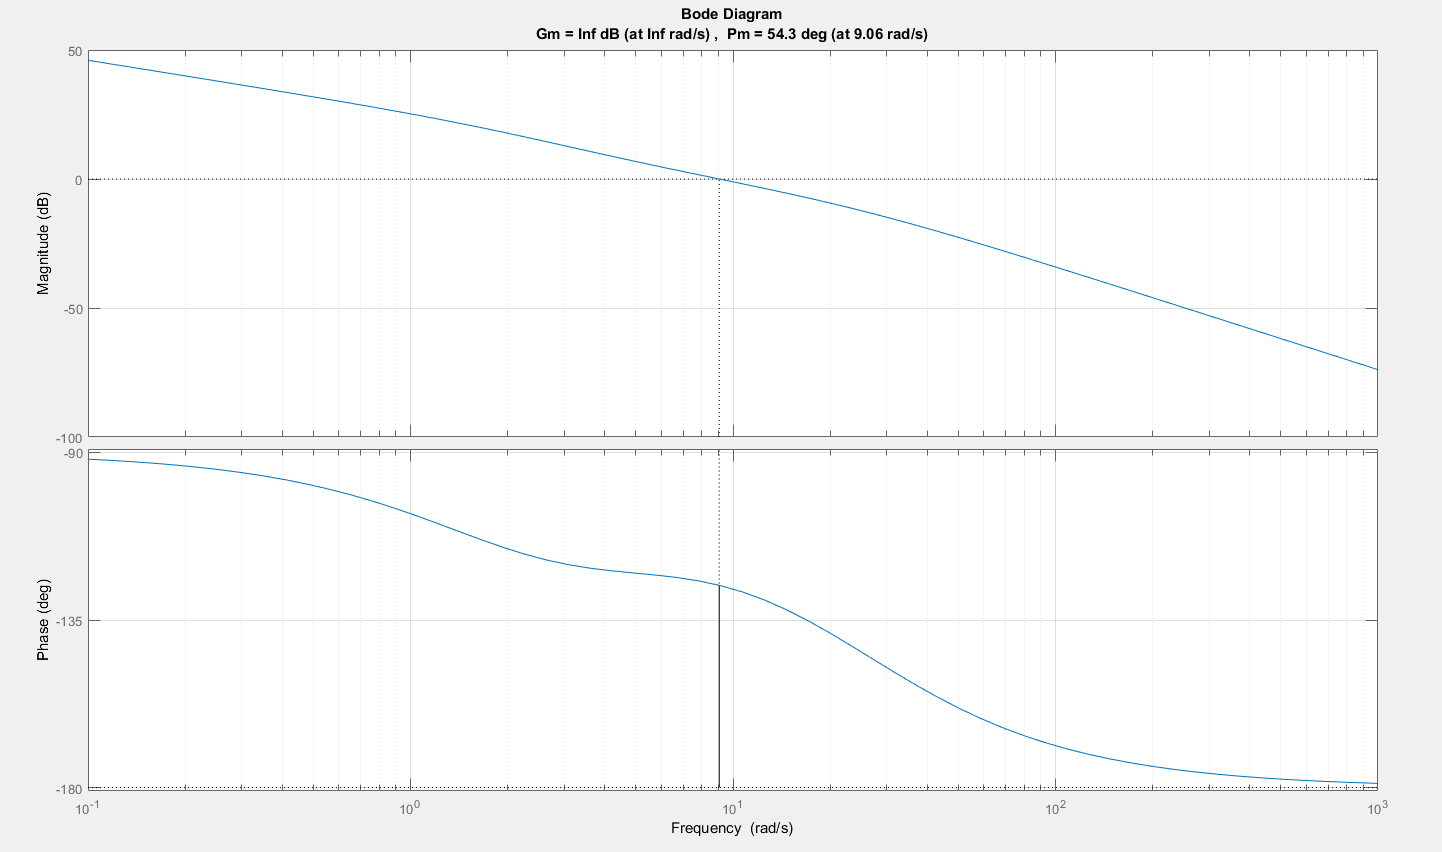 Bode Diagram
Gm = Inf dB (at Inf rad/s) , Pm = 54.3 deg (at 9.06 rad/s)
50
0
-50
-100
Magnitude (dB)
-90
-135
-180
Phase (deg)
10^-1
10^0
10^1
10^2
10^3
Frequency (rad/s)